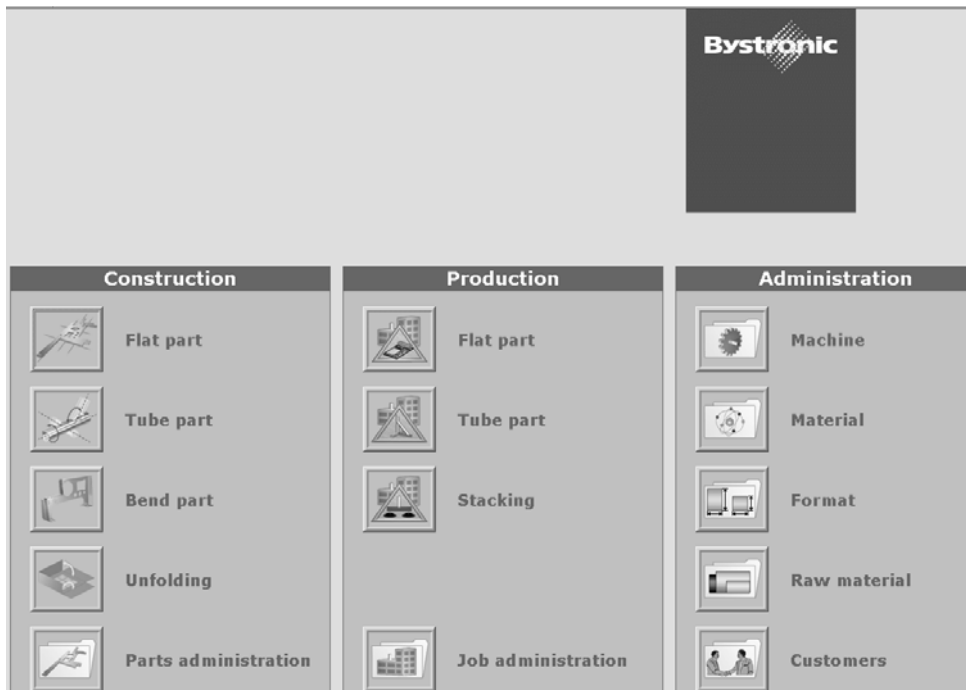 Bystronic
Construction
Flat part
Tube part
Bend part
Unfolding
Parts administration
Production
Flat part
Tube part
Stacking
Job administration
Administration
Machine
Material
Format
Raw material
Customers